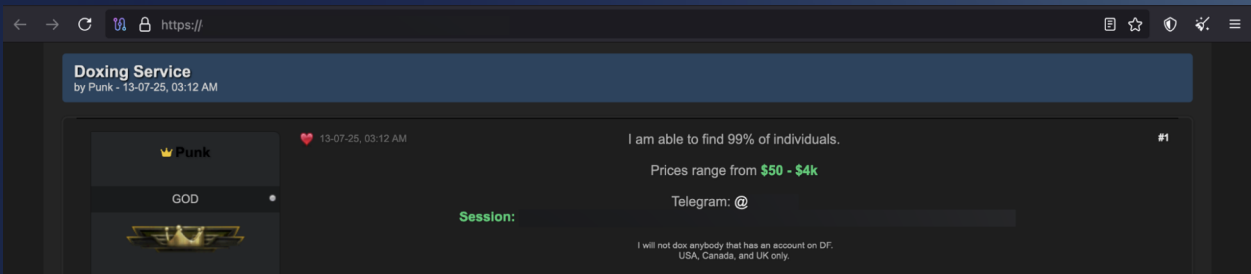 https://
Doxing Service
by Punk - 13-07-25, 03:12 AM
Punk
GOD
13-07-25, 03:12 AM
#1
I am able to find 99% of individuals.
Prices range from $50 - $4k
Telegram: @
Session:
I will not dox anybody that has an account on DF.
USA, Canada, and UK only.